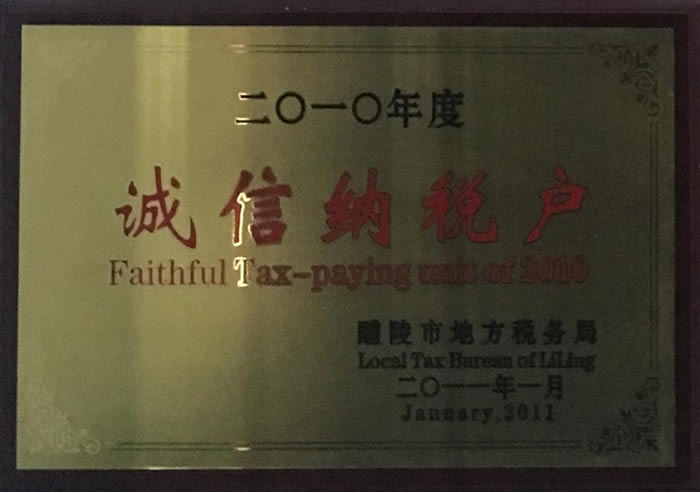 二〇一〇年度
诚信纳税户
Faithful Tax-paying unit of 2010
醴陵市地方税务局
Local Tax Bureau of LiLing
二〇一一年一月
January,2011